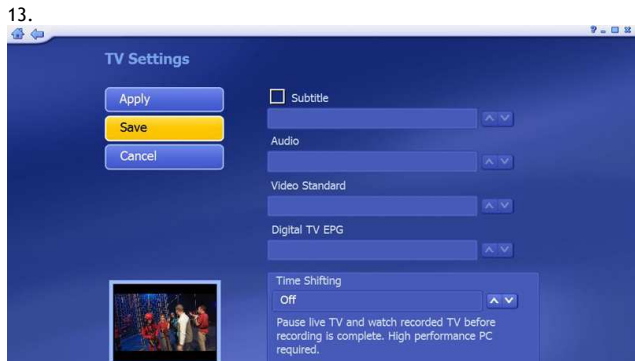 13.
TV Settings
Apply
Save
Cancel
Subtitle
Audio
Video Standard
Digital TV EPG
Time Shifting
Off
Pause live TV and watch recorded TV before
recording is complete. High performance PC
required.